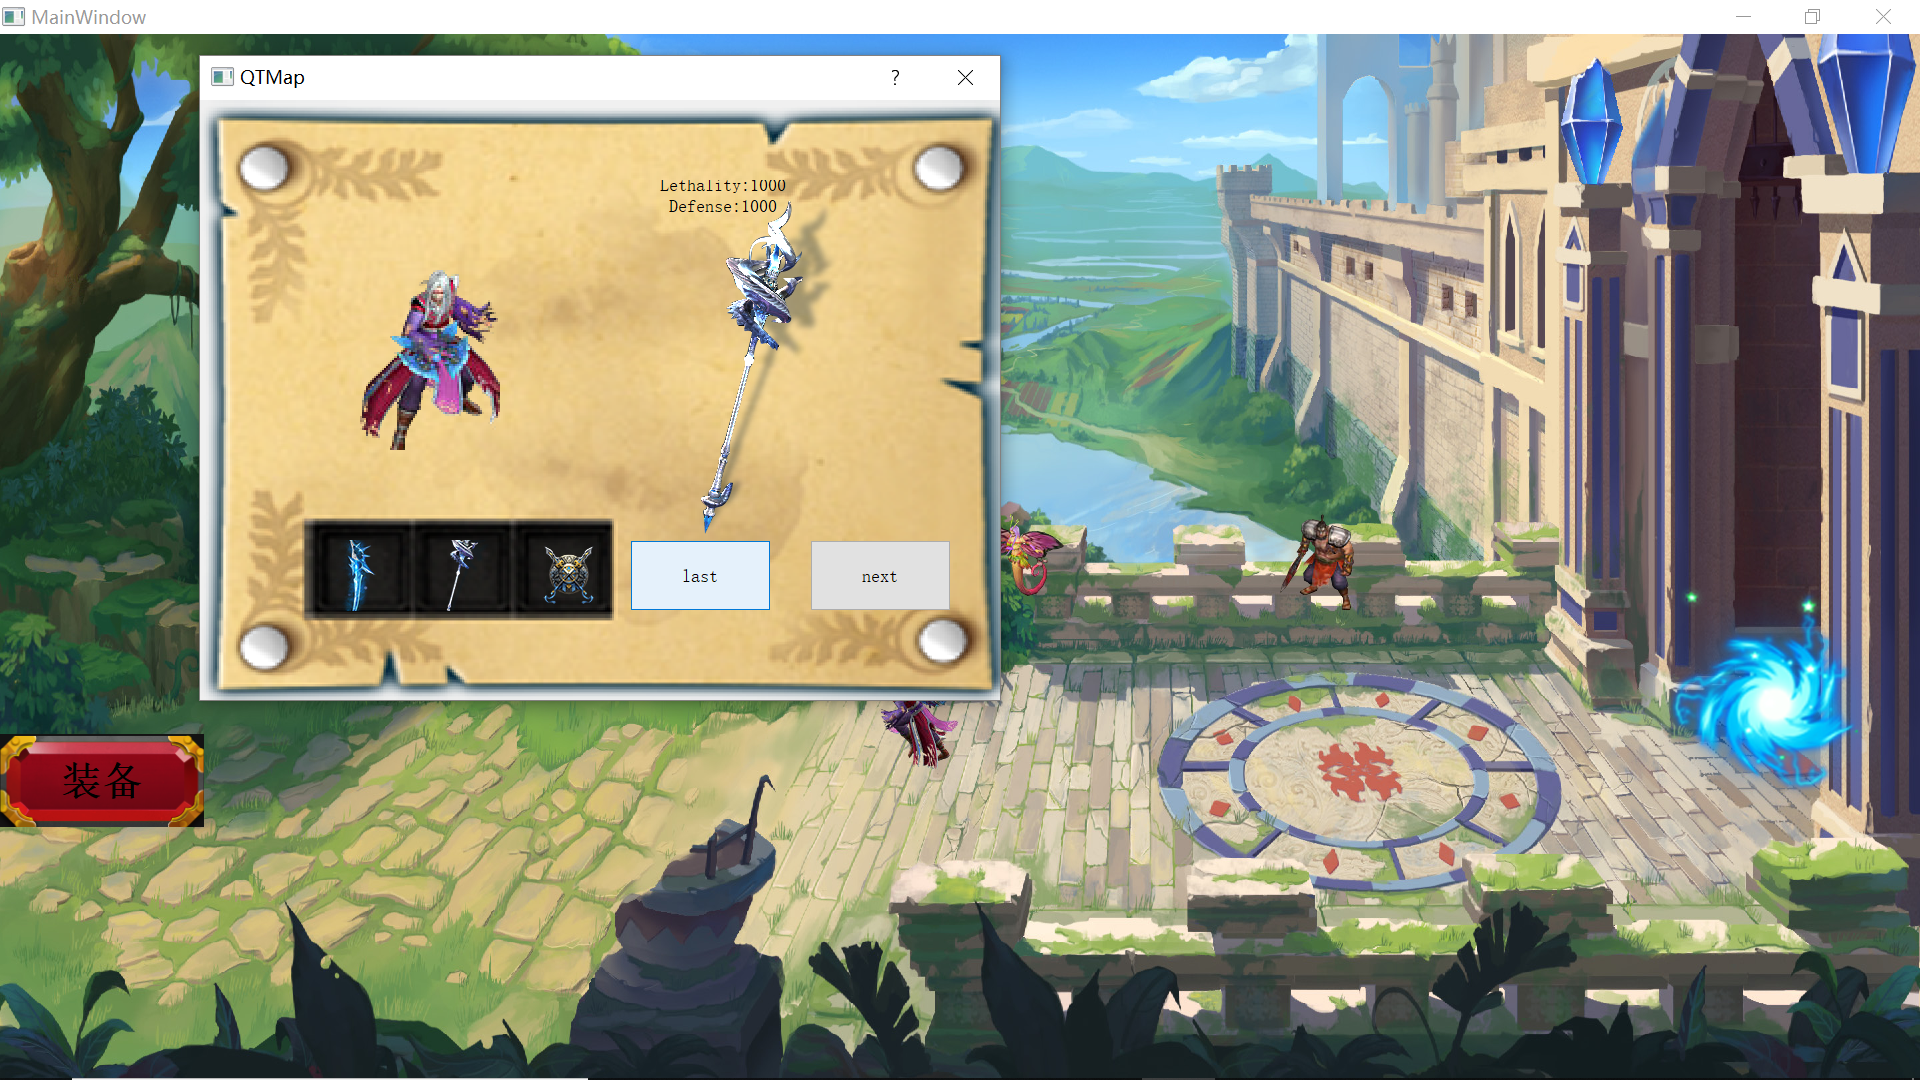 MainWindow
QTMap
?
Lethality:1000
Defense:1000
last
next
装备